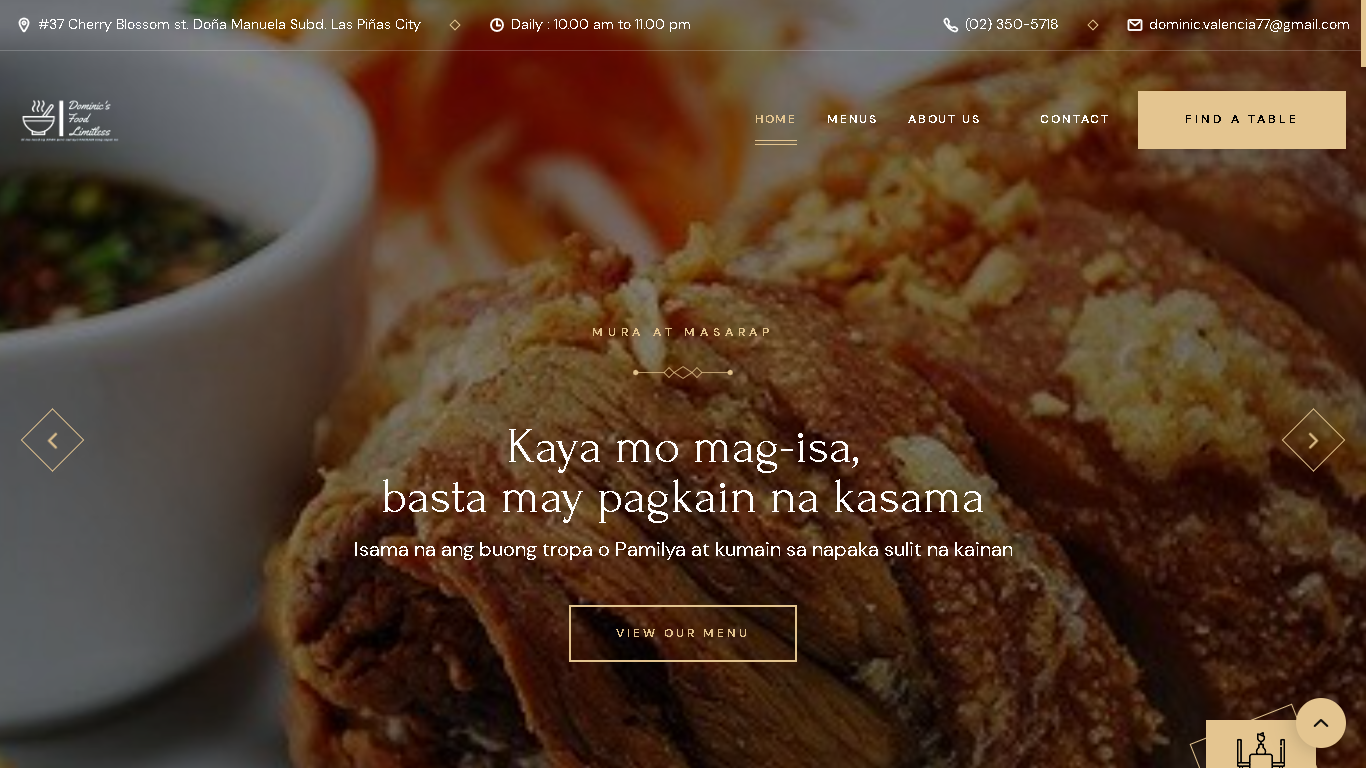 #37 Cherry Blossom st. Doña Manuela Subd. Las Piñas City
Daily : 10.00 am to 11.00 pm
(02) 350-5718
dominic.valencia77@gmail.com
Dominic's
Food
Limitless
HOME
MENUS
ABOUT US
CONTACT
FIND A TABLE
MURA AT MASARAP
Kaya mo mag-isa,
basta may pagkain na kasama
Isama na ang buong tropa o Pamilya at kumain sa napaka sulit na kainan
VIEW OUR MENU